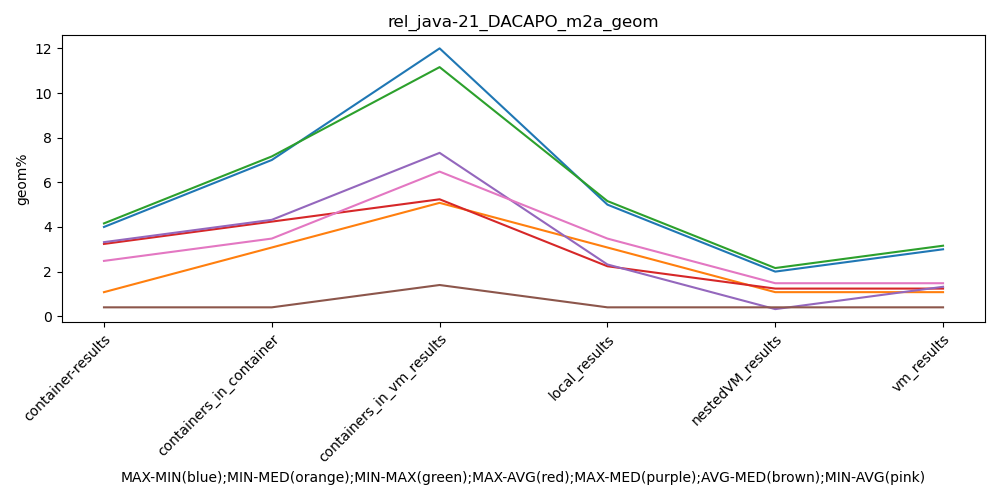 rel_java-21_DACAPO_m2a_geom
12
10
8
6
4
2
0
geom%
container-results
containers_in_container
containers_in_vm_results
local_results
nestedVM_results
vm_results
MAX-MIN(blue);MIN-MED(orange);MIN-MAX(green);MAX-AVG(red);MAX-MED(purple);AVG-MED(brown);MIN-AVG(pink)